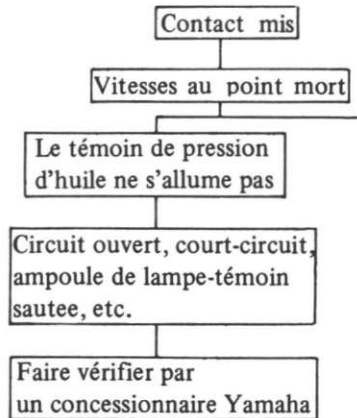 Contact mis
Vitesses au point mort
Le témoin de pression
d'huile ne s'allume pas
Circuit ouvert, court-circuit,
ampoule de lampe-témoin
sautee, etc.
Faire vérifier par
un concessionnaire Yamaha